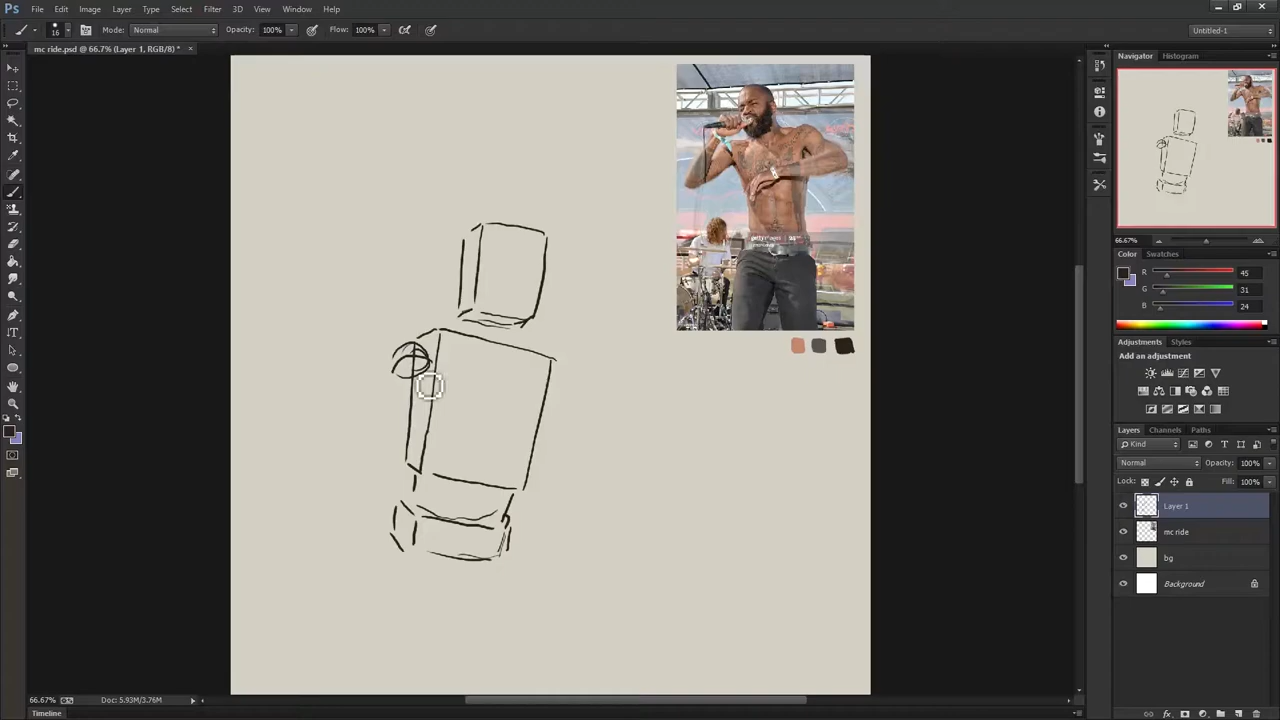 Ps File Edit Image Layer Type Select Filter 3D View Window Help
16 Mode: Normal Opacity: 100% Flow: 100% Untitled-1
mc ride.psd @ 66.7% (Layer 1, RGB/8) *
Navigator Histogram
66.67%
Color Swatches
R 45
G 31
B 24
Adjustments Styles
Add an adjustment
Layers Channels Paths
Kind
Normal Opacity: 100%
Lock: Fill: 100%
Layer 1
mc ride
bg
Background
66.67% Doc: 5.93M/3.76M
Timeline